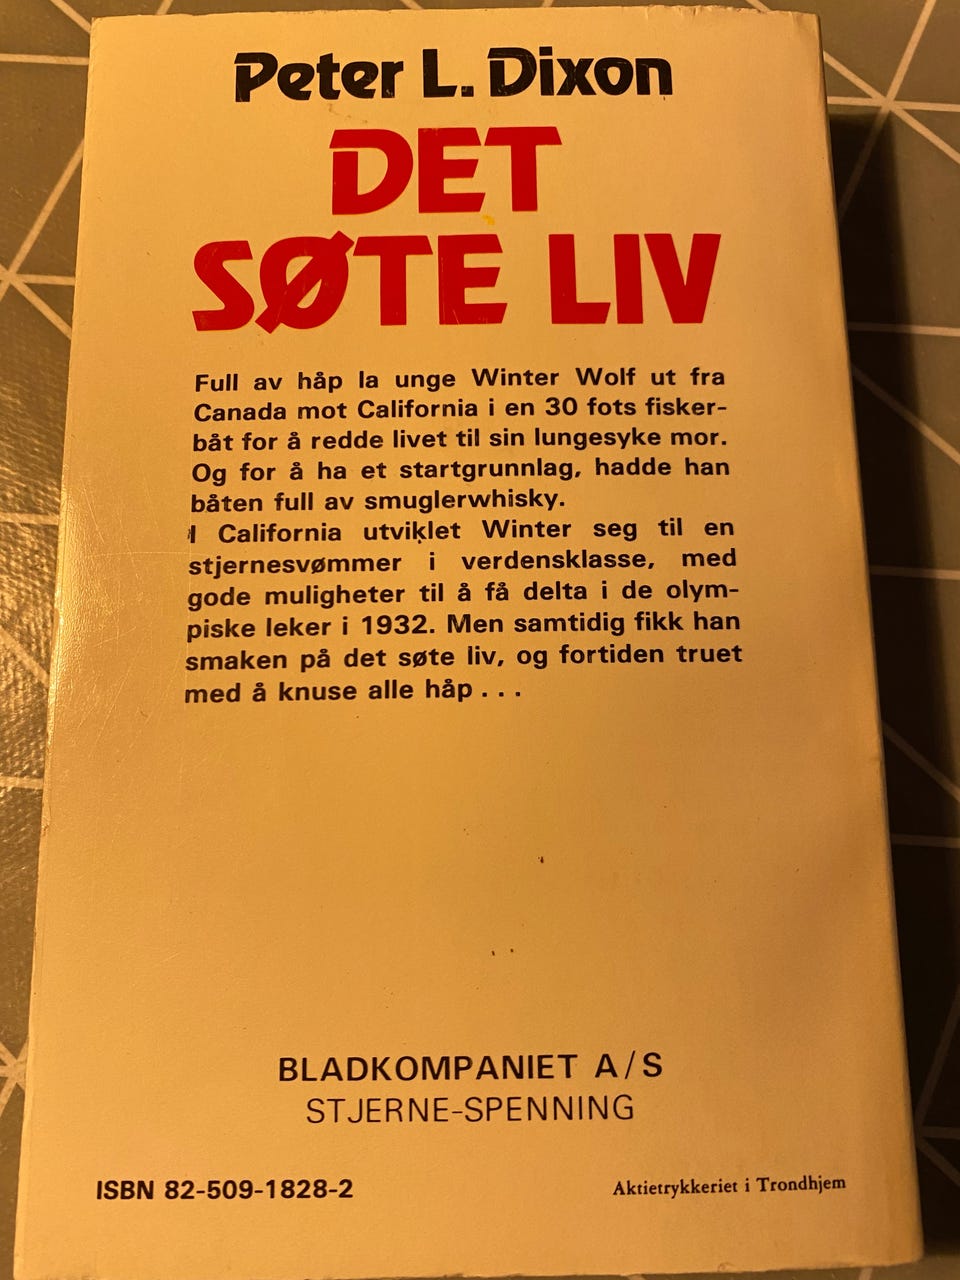 Peter L. Dixon
DET
SØTE LIV
Full av håp la unge Winter Wolf ut fra
Canada mot California i en 30 fots fisker-
båt for å redde livet til sin lungesyke mor.
Og for å ha et startgrunnlag, hadde han
båten full av smuglerwhisky.
I California utviklet Winter seg til en
stjernesvømmer i verdensklasse, med
gode muligheter til å få delta i de olym-
piske leker i 1932. Men samtidig fikk han
smaken på det søte liv, og fortiden truet
med å knuse alle håp . . .
BLADKOMPANIET A/S
STJERNE-SPENNING
ISBN 82-509-1828-2
Aktietrykkeriet i Trondhjem